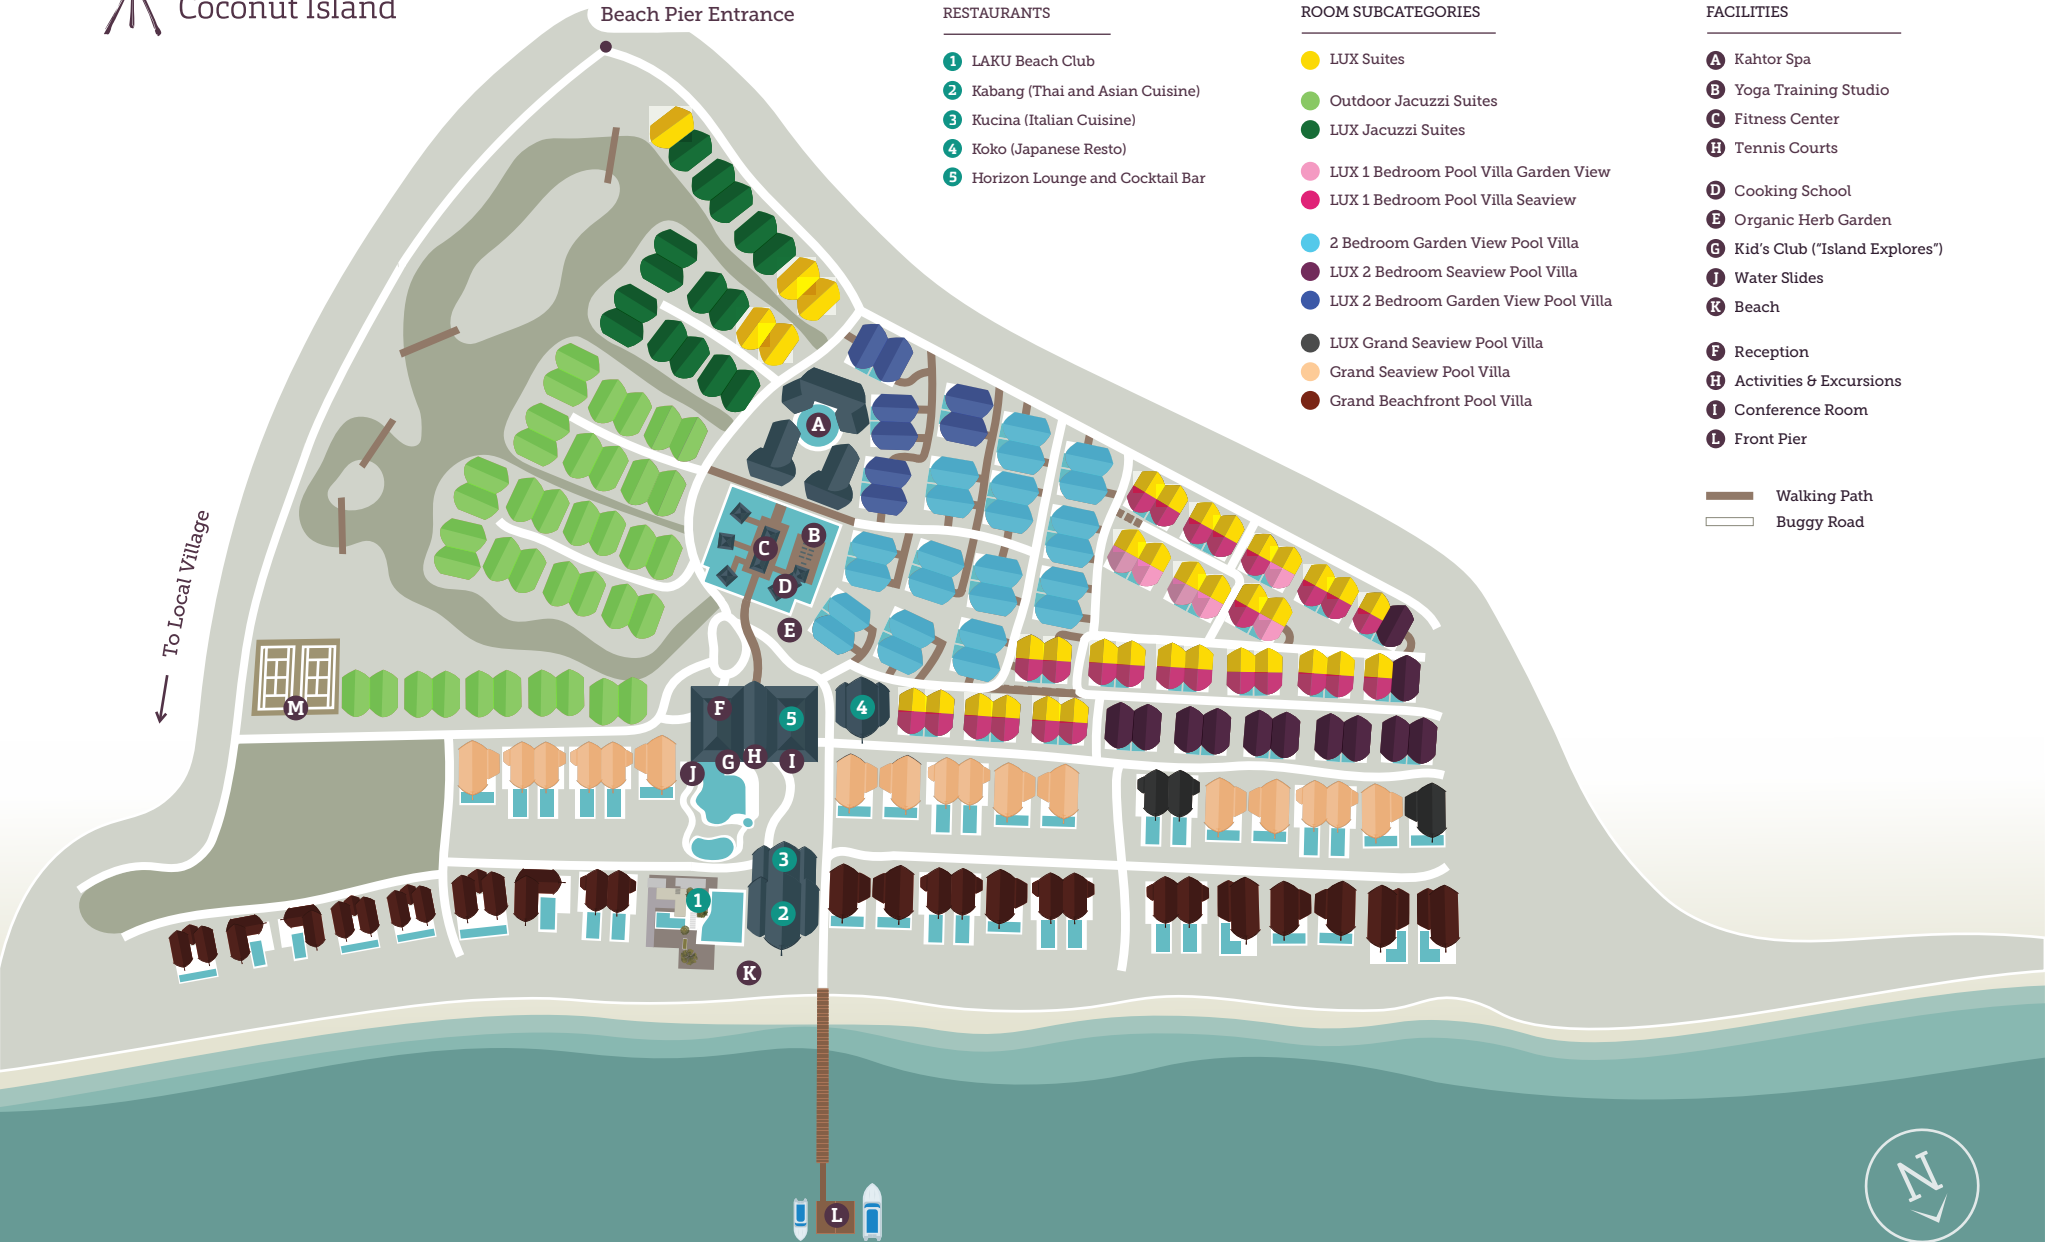 Coconut Island
Beach Pier Entrance
RESTAURANTS
1 LAKU Beach Club
2 Kabang (Thai and Asian Cuisine)
3 Kucina (Italian Cuisine)
4 Koko (Japanese Resto)
5 Horizon Lounge and Cocktail Bar
ROOM SUBCATEGORIES
LUX Suites
Outdoor Jacuzzi Suites
LUX Jacuzzi Suites
LUX 1 Bedroom Pool Villa Garden View
LUX 1 Bedroom Pool Villa Seaview
2 Bedroom Garden View Pool Villa
LUX 2 Bedroom Seaview Pool Villa
LUX 2 Bedroom Garden View Pool Villa
LUX Grand Seaview Pool Villa
Grand Seaview Pool Villa
Grand Beachfront Pool Villa
FACILITIES
A Kahtor Spa
B Yoga Training Studio
C Fitness Center
H Tennis Courts
D Cooking School
E Organic Herb Garden
G Kid's Club ("Island Explores")
J Water Slides
K Beach
F Reception
H Activities & Excursions
I Conference Room
L Front Pier
Walking Path
Buggy Road
To Local Village
A
B
C
D
E
M
F
5
4
G
H
I
J
3
1
2
K
L
N